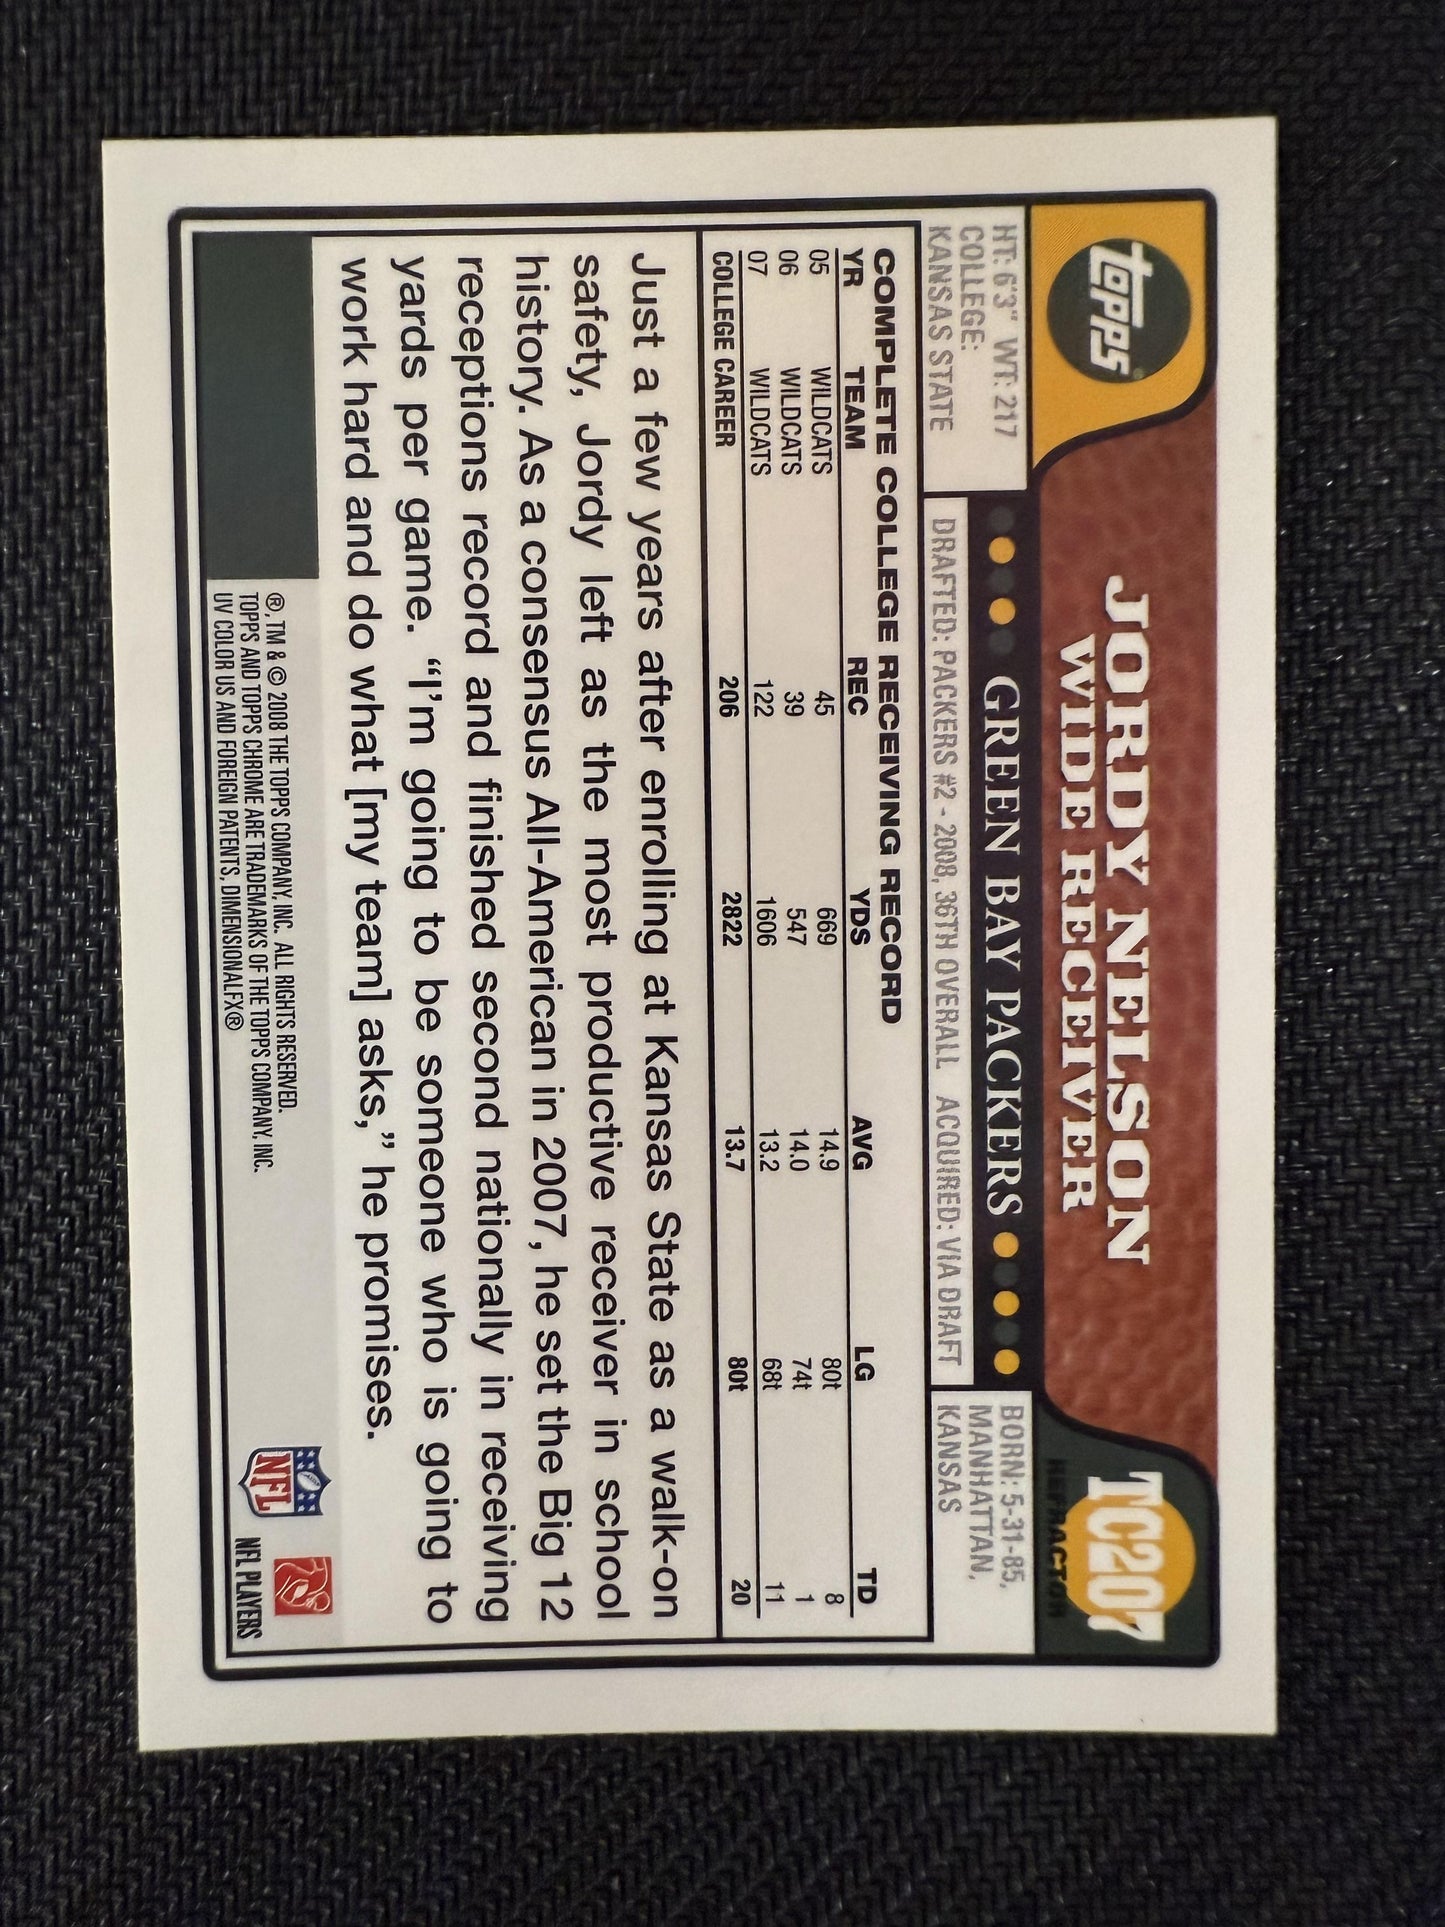 topps
JORDY NELSON
WIDE RECEIVER
TC207
REFRACTOR
GREEN BAY PACKERS
HT: 6'3" WT: 217
COLLEGE:
KANSAS STATE
DRAFTED: PACKERS #2 - 2008, 36TH OVERALL ACQUIRED: VIA DRAFT
BORN: 5-31-85,
MANHATTAN,
KANSAS
COMPLETE COLLEGE RECEIVING RECORD
YR TEAM REC YDS AVG LG TD
05 WILDCATS 45 669 14.9 80t 8
06 WILDCATS 39 547 14.0 74t 1
07 WILDCATS 122 1606 13.2 68t 11
COLLEGE CAREER 206 2822 13.7 80t 20
Just a few years after enrolling at Kansas State as a walk-on
safety, Jordy left as the most productive receiver in school
history. As a consensus All-American in 2007, he set the Big 12
receptions record and finished second nationally in receiving
yards per game. “I’m going to be someone who is going to
work hard and do what [my team] asks,” he promises.
®, TM & © 2008 THE TOPPS COMPANY, INC. ALL RIGHTS RESERVED.
TOPPS AND TOPPS CHROME ARE TRADEMARKS OF THE TOPPS COMPANY, INC.
UV COLOR US AND FOREIGN PATENTS, DIMENSIONALFX®
NFL
NFL PLAYERS